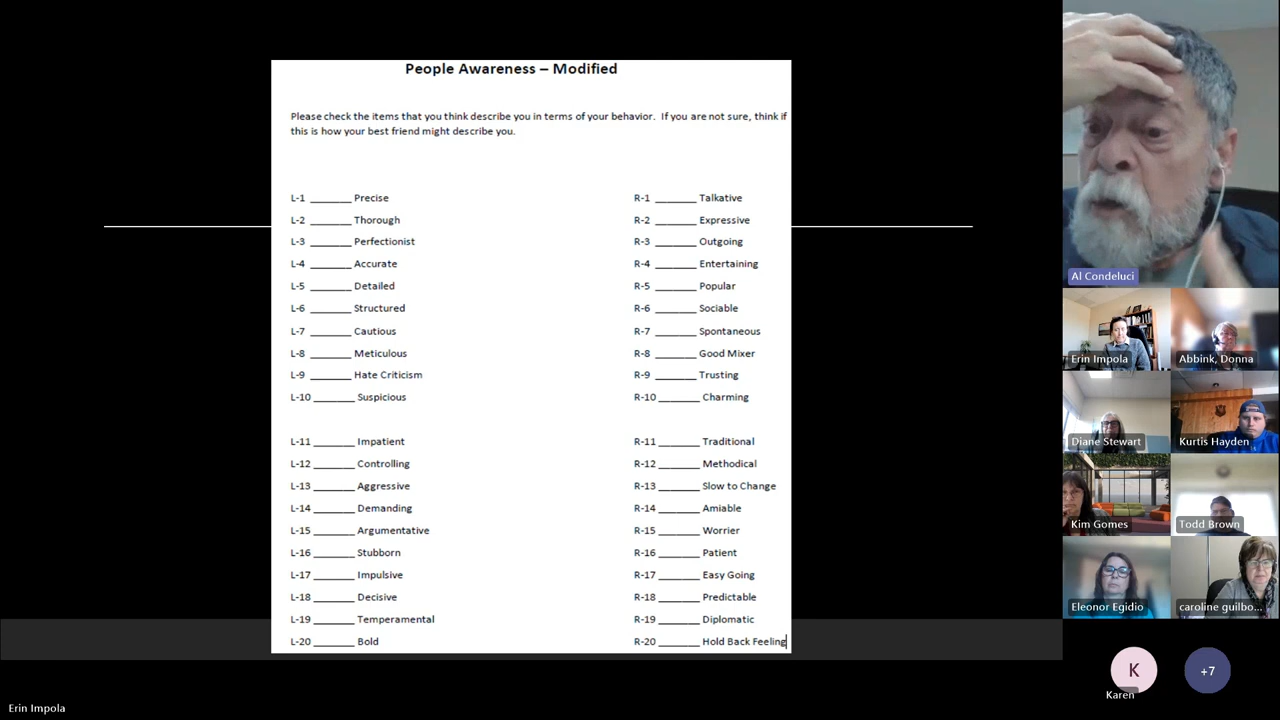 People Awareness – Modified
Please check the items that you think describe you in terms of your behavior. If you are not sure, think if
this is how your best friend might describe you.
L-1 _______ Precise
R-1 _______ Talkative
L-2 _______ Thorough
R-2 _______ Expressive
L-3 _______ Perfectionist
R-3 _______ Outgoing
L-4 _______ Accurate
R-4 _______ Entertaining
L-5 _______ Detailed
R-5 _______ Popular
L-6 _______ Structured
R-6 _______ Sociable
L-7 _______ Cautious
R-7 _______ Spontaneous
L-8 _______ Meticulous
R-8 _______ Good Mixer
L-9 _______ Hate Criticism
R-9 _______ Trusting
L-10 _______ Suspicious
R-10 _______ Charming
L-11 _______ Impatient
R-11 _______ Traditional
L-12 _______ Controlling
R-12 _______ Methodical
L-13 _______ Aggressive
R-13 _______ Slow to Change
L-14 _______ Demanding
R-14 _______ Amiable
L-15 _______ Argumentative
R-15 _______ Worrier
L-16 _______ Stubborn
R-16 _______ Patient
L-17 _______ Impulsive
R-17 _______ Easy Going
L-18 _______ Decisive
R-18 _______ Predictable
L-19 _______ Temperamental
R-19 _______ Diplomatic
L-20 _______ Bold
R-20 _______ Hold Back Feeling
Al Condeluci
Erin Impola
Abbink, Donna
Diane Stewart
Kurtis Hayden
Kim Gomes
Todd Brown
Eleonor Egidio
caroline guilbo...
K
+7
Karen
Erin Impola